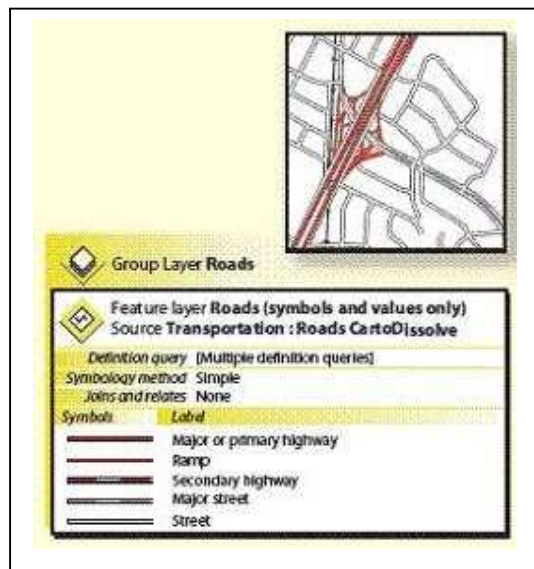 Group Layer Roads
Feature layer Roads (symbols and values only)
Source Transportation : Roads CartoDissolve
Definition query [Multiple definition queries]
Symbology method Simple
Joins and relates None
Symbols Label
Major or primary highway
Ramp
Secondary highway
Major street
Street